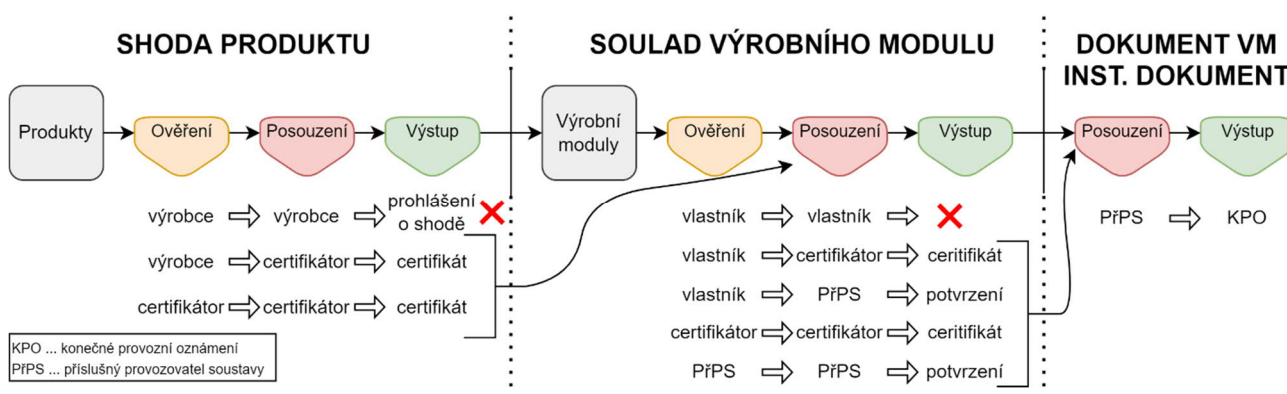 SHODA PRODUKTU
SOULAD VÝROBNÍHO MODULU
DOKUMENT VM
INST. DOKUMENT
Produkty
Ověření
Posouzení
Výstup
Výrobní
moduly
Ověření
Posouzení
Výstup
Posouzení
Výstup
výrobce
výrobce
prohlášení
o shodě
výrobce
certifikátor
certifikát
certifikátor
certifikátor
certifikát
vlastník
vlastník
vlastník
certifikátor
ceritifikát
vlastník
PřPS
potvrzení
certifikátor
certifikátor
ceritifikát
PřPS
PřPS
potvrzení
PřPS
KPO
KPO ... konečné provozní oznámení
PřPS ... příslušný provozovatel soustavy